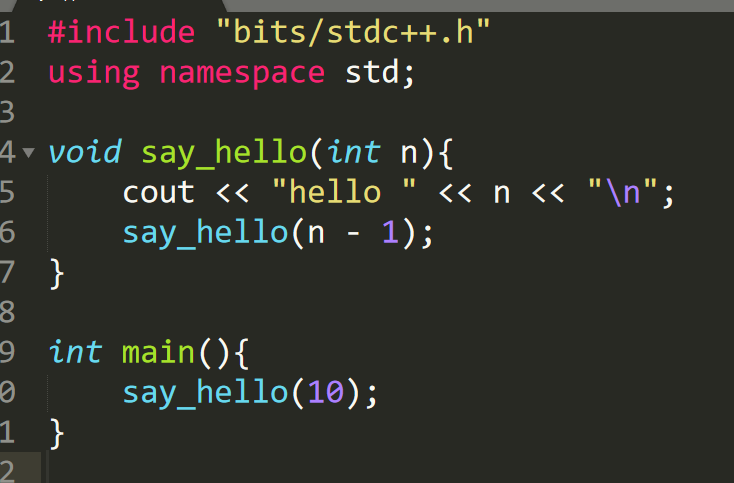 1 #include "bits/stdc++.h"
2 using namespace std;
3
4 void say_hello(int n){
5     cout << "hello " << n << "\n";
6     say_hello(n - 1);
7 }
8
9 int main(){
0     say_hello(10);
1 }
2